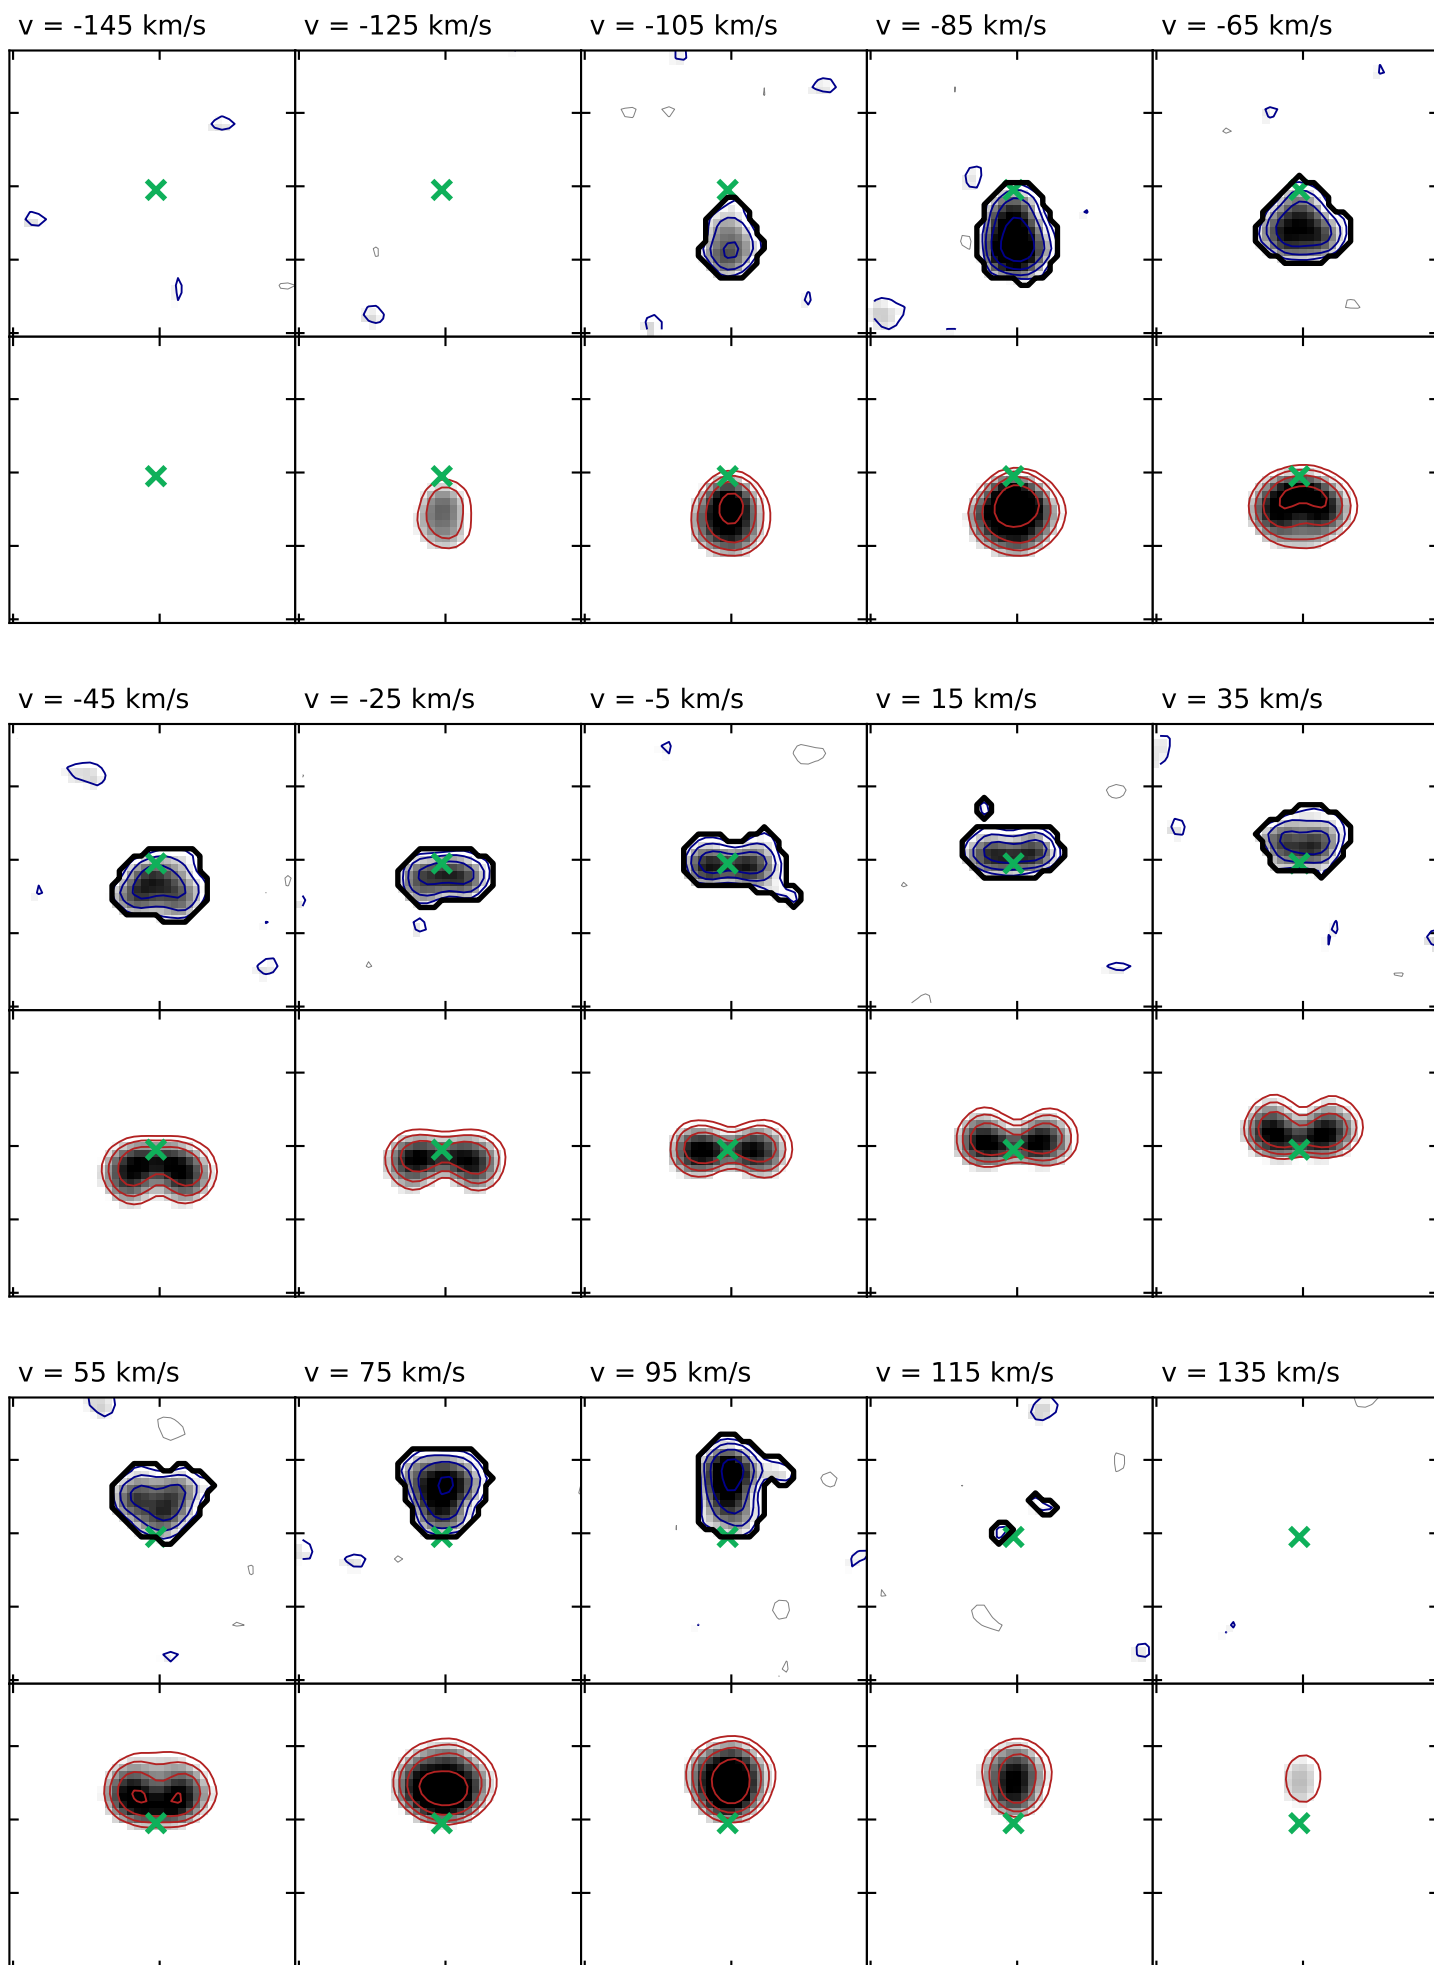 v = -145 km/s
v = -125 km/s
v = -105 km/s
v = -85 km/s
v = -65 km/s
v = -45 km/s
v = -25 km/s
v = -5 km/s
v = 15 km/s
v = 35 km/s
v = 55 km/s
v = 75 km/s
v = 95 km/s
v = 115 km/s
v = 135 km/s